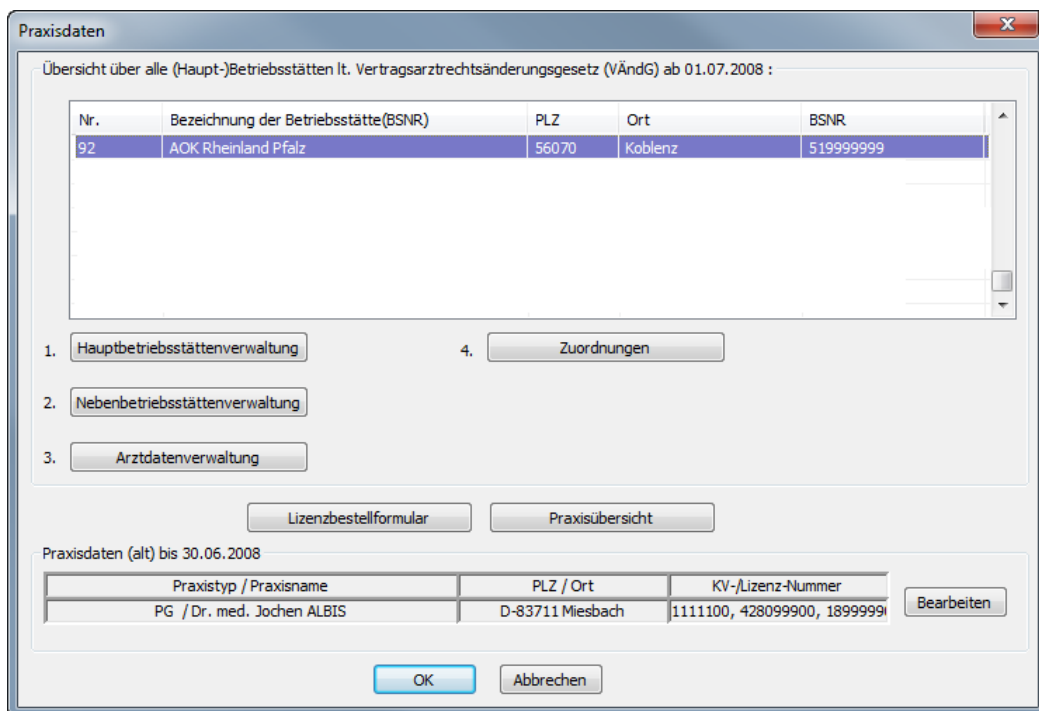 Praxisdaten
Übersicht über alle (Haupt-)Betriebsstätten lt. Vertragsarztrechtsänderungsgesetz (VÄndG) ab 01.07.2008 :
Nr. Bezeichnung der Betriebsstätte(BSNR) PLZ Ort BSNR
92 AOK Rheinland Pfalz 56070 Koblenz 519999999
1. Hauptbetriebsstättenverwaltung 4. Zuordnungen
2. Nebenbetriebsstättenverwaltung
3. Arztdatenverwaltung
Lizenzbestellformular Praxisübersicht
Praxisdaten (alt) bis 30.06.2008
Praxistyp / Praxisname PLZ / Ort KV-/Lizenz-Nummer
PG / Dr. med. Jochen ALBIS D-83711 Miesbach 1111100, 428099900, 1899999
Bearbeiten
OK Abbrechen